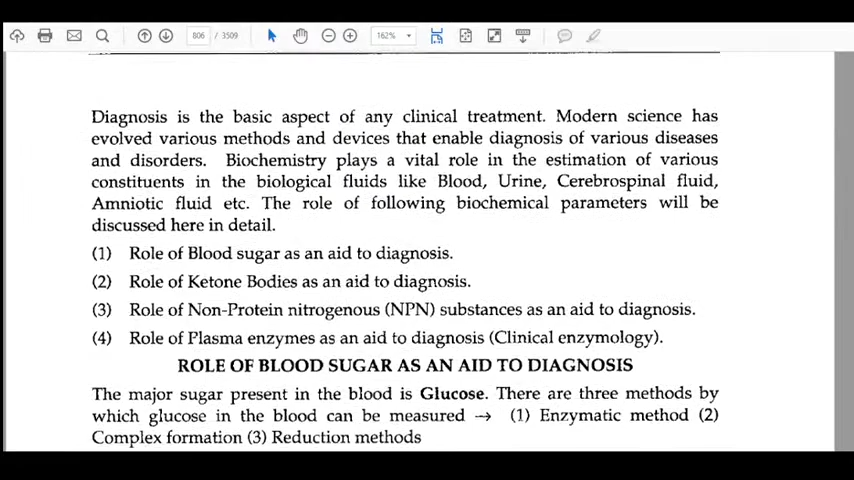 806 / 3509 162%
Diagnosis is the basic aspect of any clinical treatment. Modern science has
evolved various methods and devices that enable diagnosis of various diseases
and disorders. Biochemistry plays a vital role in the estimation of various
constituents in the biological fluids like Blood, Urine, Cerebrospinal fluid,
Amniotic fluid etc. The role of following biochemical parameters will be
discussed here in detail.
(1) Role of Blood sugar as an aid to diagnosis.
(2) Role of Ketone Bodies as an aid to diagnosis.
(3) Role of Non-Protein nitrogenous (NPN) substances as an aid to diagnosis.
(4) Role of Plasma enzymes as an aid to diagnosis (Clinical enzymology).
ROLE OF BLOOD SUGAR AS AN AID TO DIAGNOSIS
The major sugar present in the blood is Glucose. There are three methods by
which glucose in the blood can be measured → (1) Enzymatic method (2)
Complex formation (3) Reduction methods